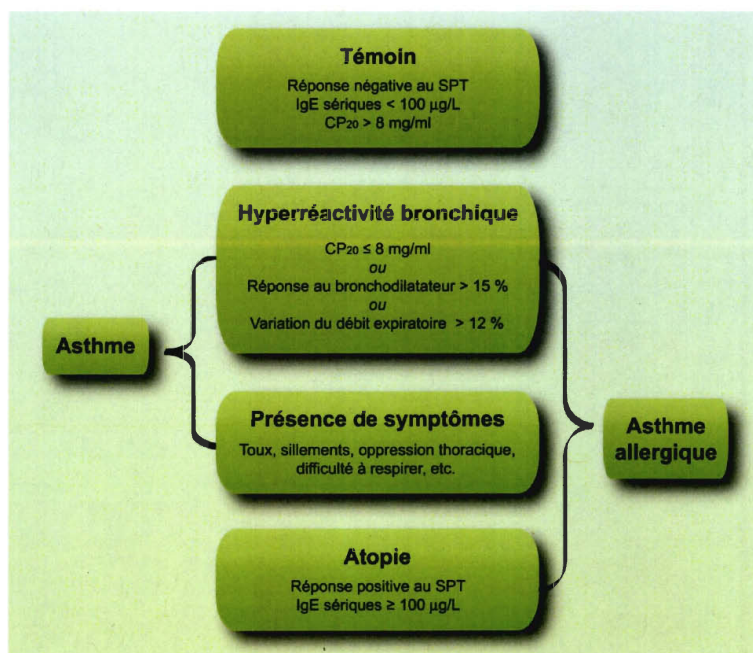 Témoin
Réponse négative au SPT
IgE sériques < 100 µg/L
CP20 > 8 mg/ml
Hyperréactivité bronchique
CP20 ≤ 8 mg/ml
ou
Réponse au bronchodilatateur > 15 %
ou
Variation du débit expiratoire > 12 %
Asthme
Présence de symptômes
Toux, sillements, oppression thoracique,
difficulté à respirer, etc.
Asthme
allergique
Atopie
Réponse positive au SPT
IgE sériques ≥ 100 µg/L